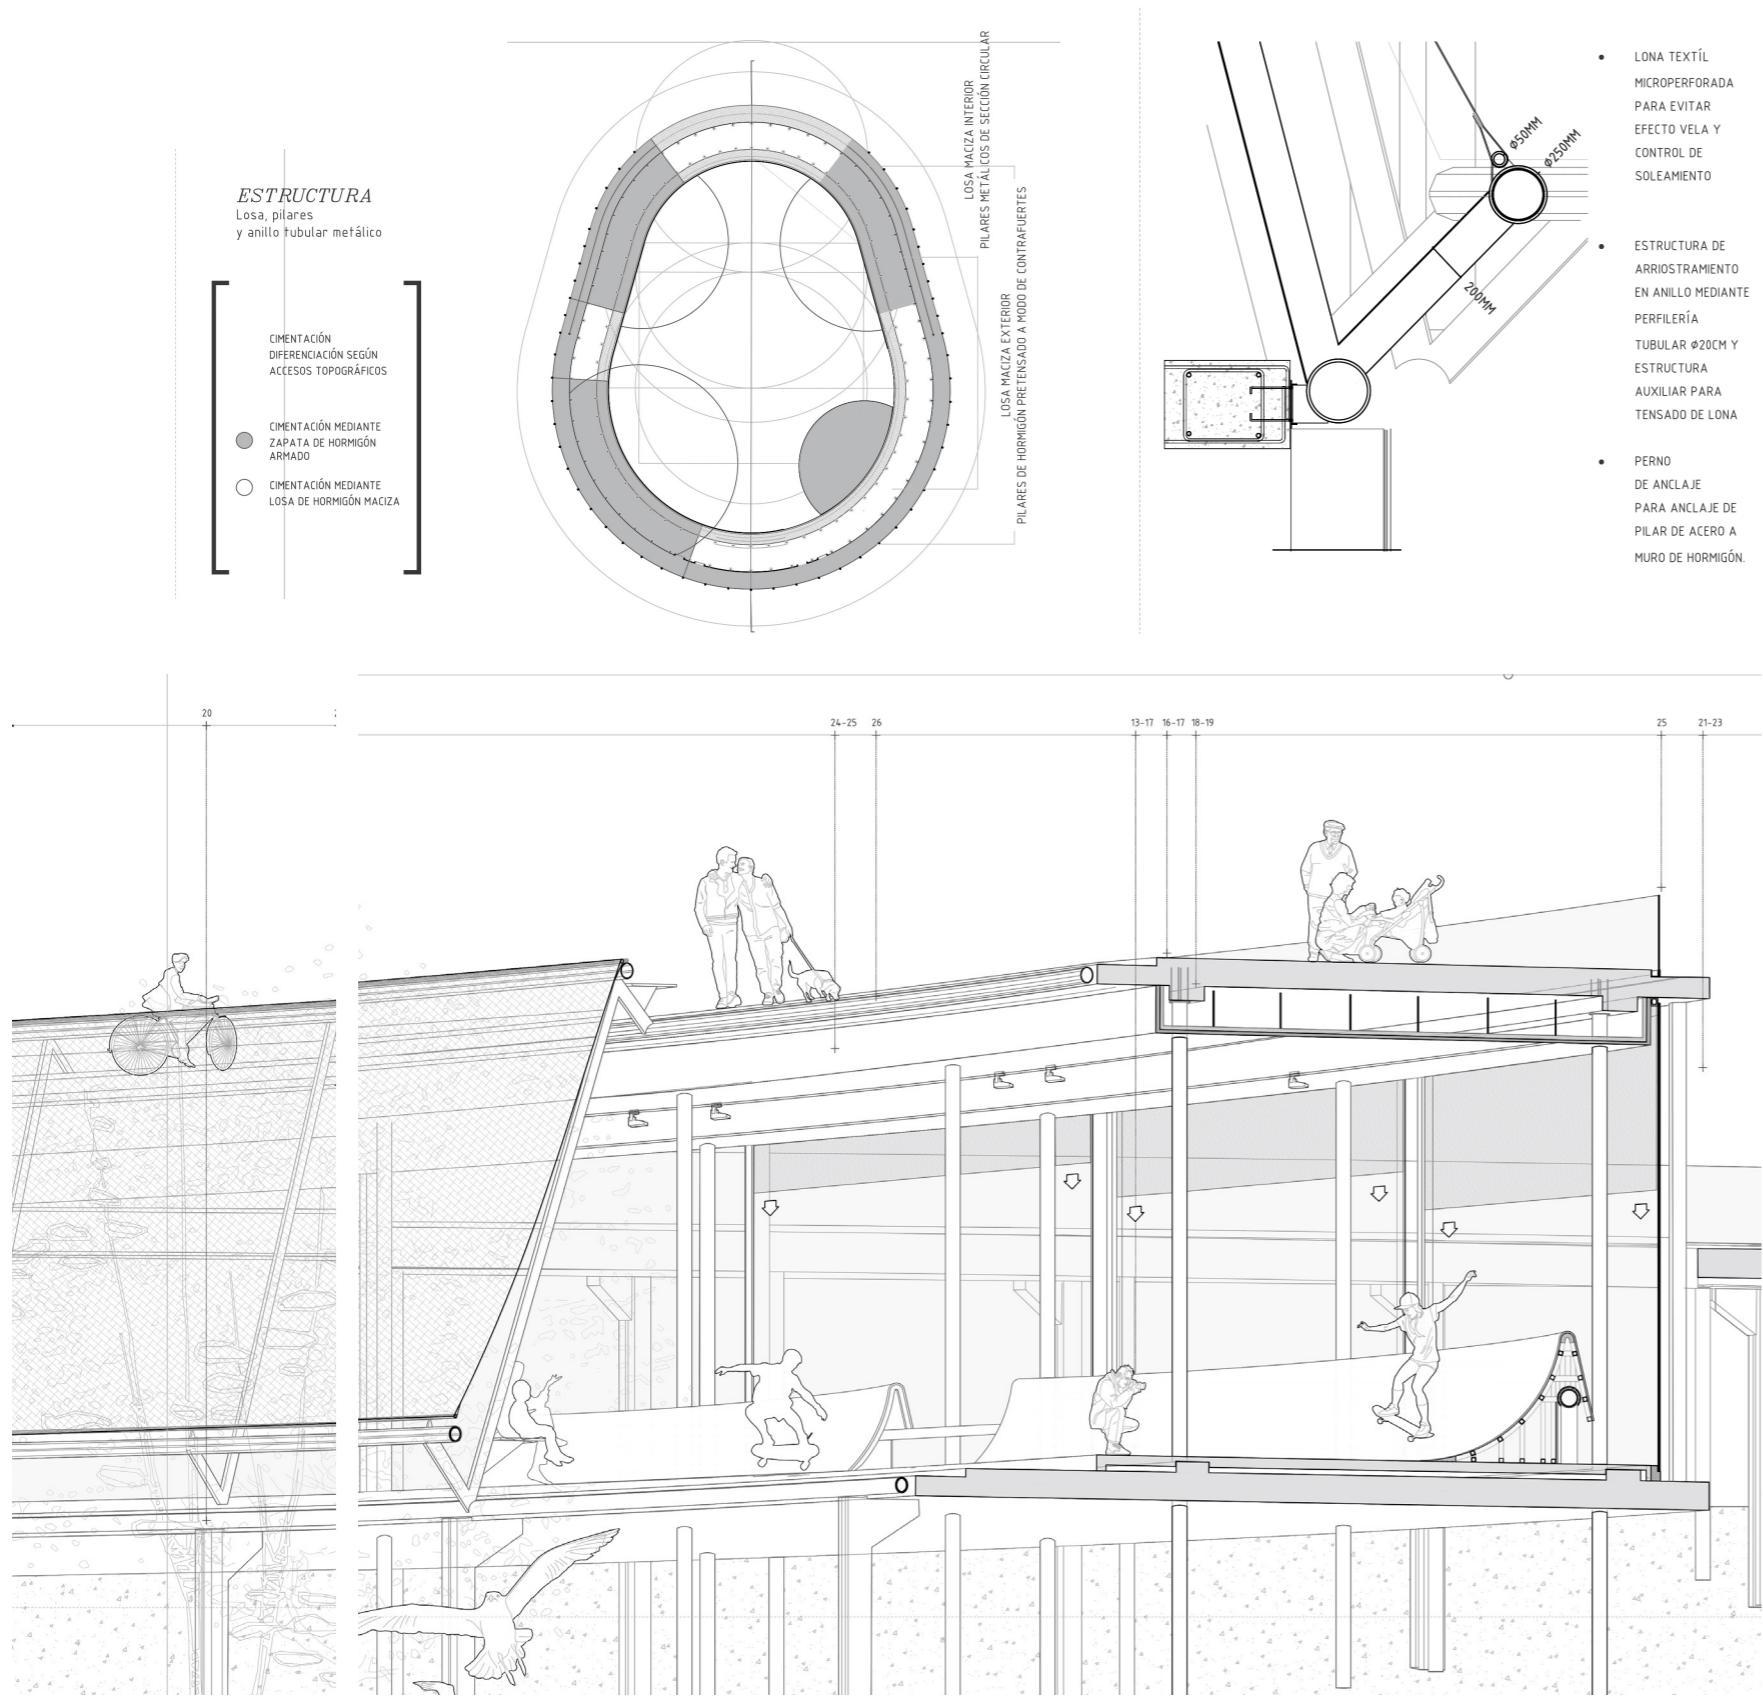 ESTRUCTURA
Losa, pilares
y anillo tubular metálico
CIMENTACIÓN
DIFERENCIACIÓN SEGÚN
ACCESOS TOPOGRÁFICOS
CIMENTACIÓN MEDIANTE
ZAPATA DE HORMIGÓN
ARMADO
CIMENTACIÓN MEDIANTE
LOSA DE HORMIGÓN MACIZA
LOSA MACIZA INTERIOR
PILARES METÁLICOS DE SECCIÓN CIRCULAR
LOSA MACIZA EXTERIOR
PILARES DE HORMIGÓN PRETENSADO A MODO DE CONTRAFUERTES
Ø50MM
Ø250MM
200MM
• LONA TEXTÍL
MICROPERFORADA
PARA EVITAR
EFECTO VELA Y
CONTROL DE
SOLEAMIENTO
• ESTRUCTURA DE
ARRIOSTRAMIENTO
EN ANILLO MEDIANTE
PERFILERÍA
TUBULAR Ø20CM Y
ESTRUCTURA
AUXILIAR PARA
TENSADO DE LONA
• PERNO
DE ANCLAJE
PARA ANCLAJE DE
PILAR DE ACERO A
MURO DE HORMIGÓN.
20
24-25 26 13-17 16-17 18-19 25 21-23